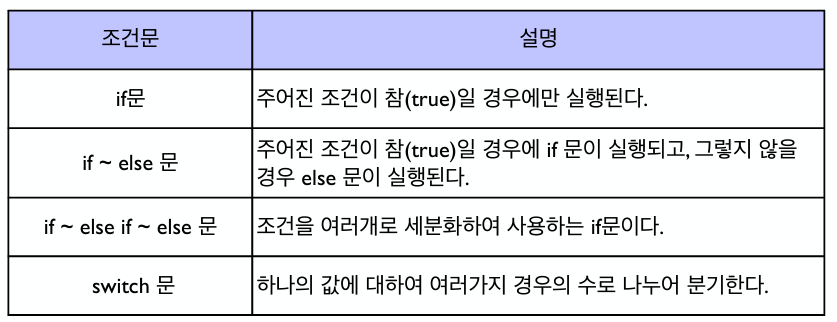 조건문
설명
if문
주어진 조건이 참(true)일 경우에만 실행된다.
if ~ else 문
주어진 조건이 참(true)일 경우에 if 문이 실행되고, 그렇지 않을
경우 else 문이 실행된다.
if ~ else if ~ else 문
조건을 여러개로 세분화하여 사용하는 if문이다.
switch 문
하나의 값에 대하여 여러가지 경우의 수로 나누어 분기한다.